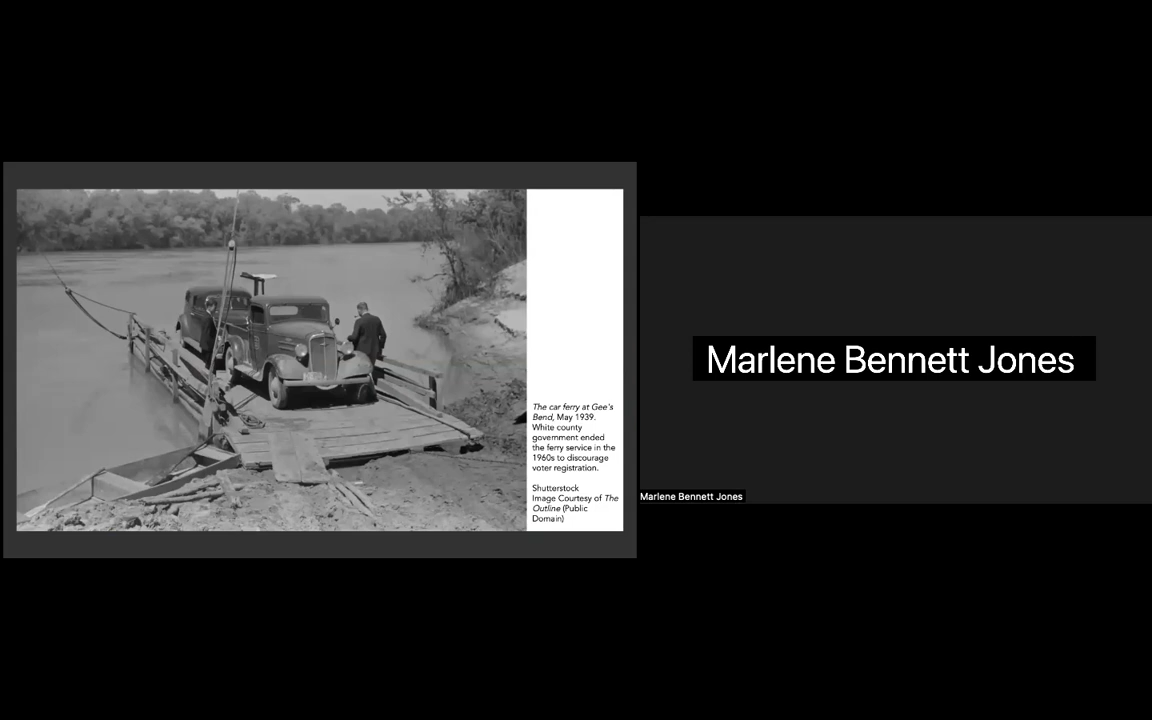 The car ferry at Gee's
Bend, May 1939.
White county
government ended
the ferry service in the
1960s to discourage
voter registration.
Shutterstock
Image Courtesy of The
Outline (Public
Domain)
Marlene Bennett Jones
Marlene Bennett Jones